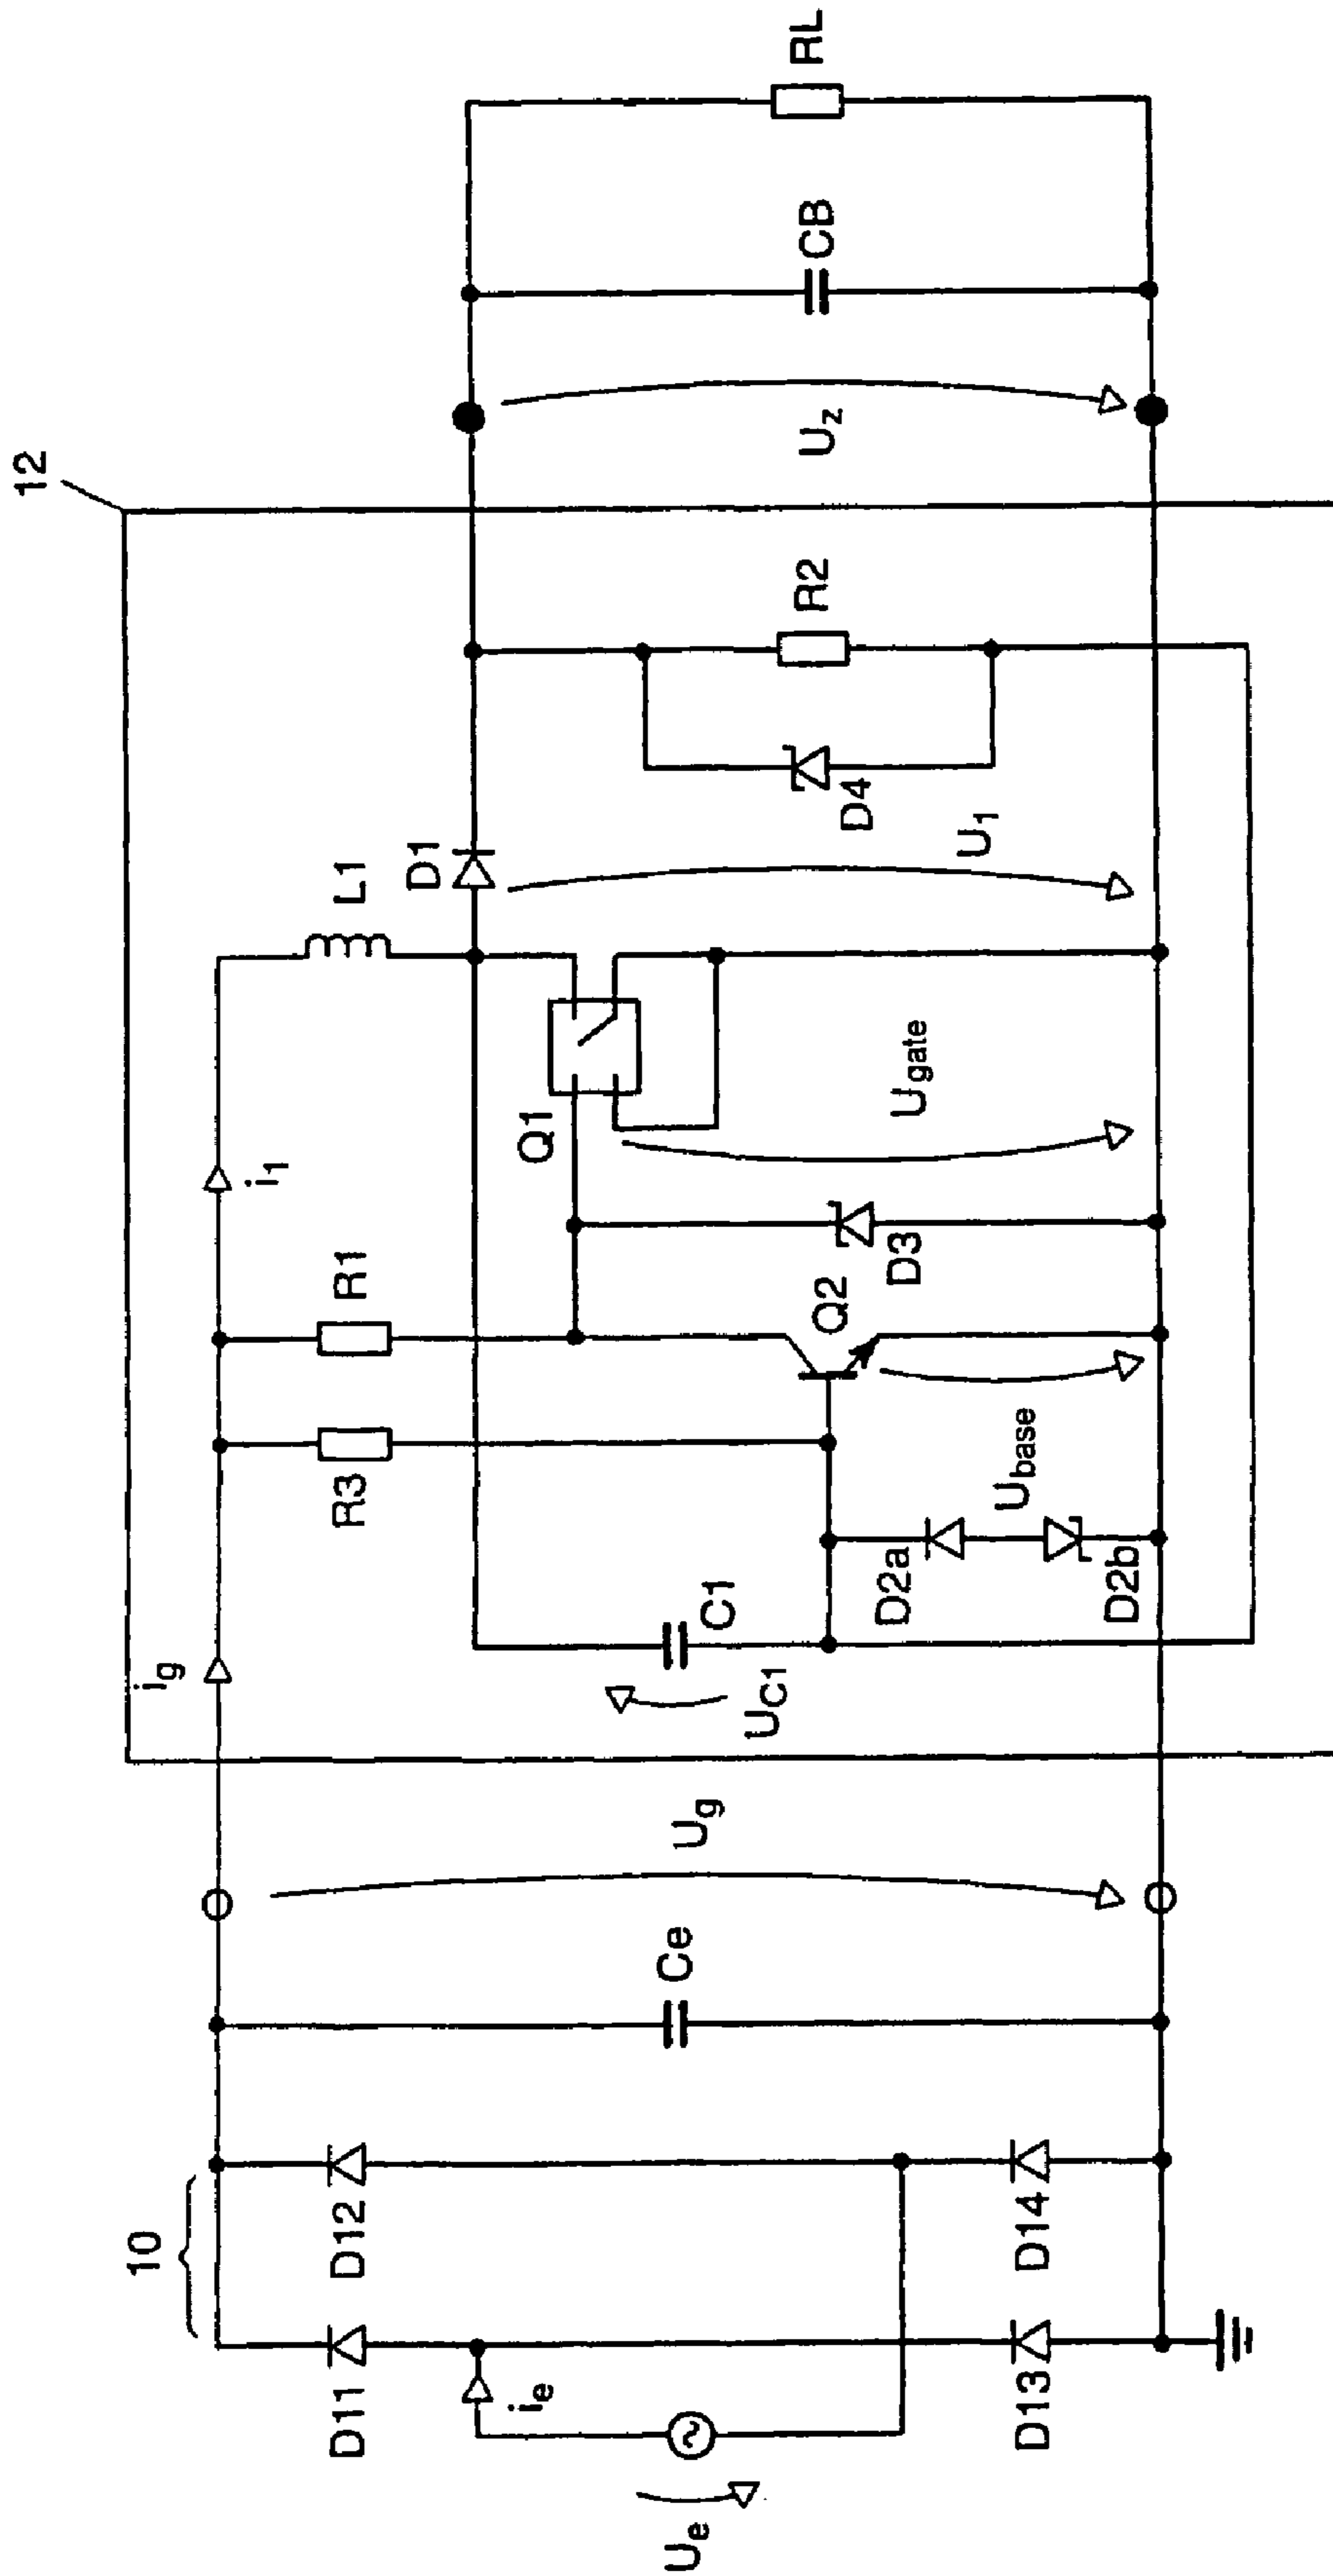 10
12
D11
D12
D13
D14
Ue
ie
Ce
Ug
ig
UC1
C1
R3
R1
i1
D2a
D2b
Ubase
Q2
D3
Q1
Ugate
L1
D1
U1
D4
R2
Uz
CB
RL